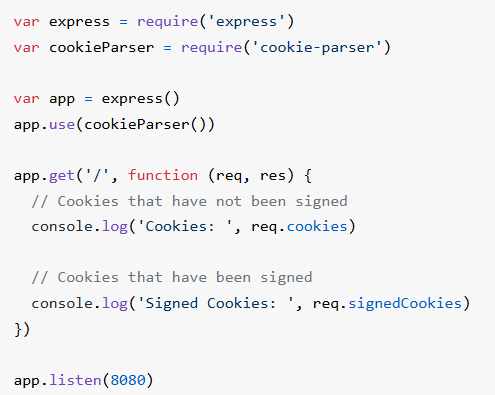 var express = require('express')
var cookieParser = require('cookie-parser')

var app = express()
app.use(cookieParser())

app.get('/', function (req, res) {
  // Cookies that have not been signed
  console.log('Cookies: ', req.cookies)

  // Cookies that have been signed
  console.log('Signed Cookies: ', req.signedCookies)
})

app.listen(8080)